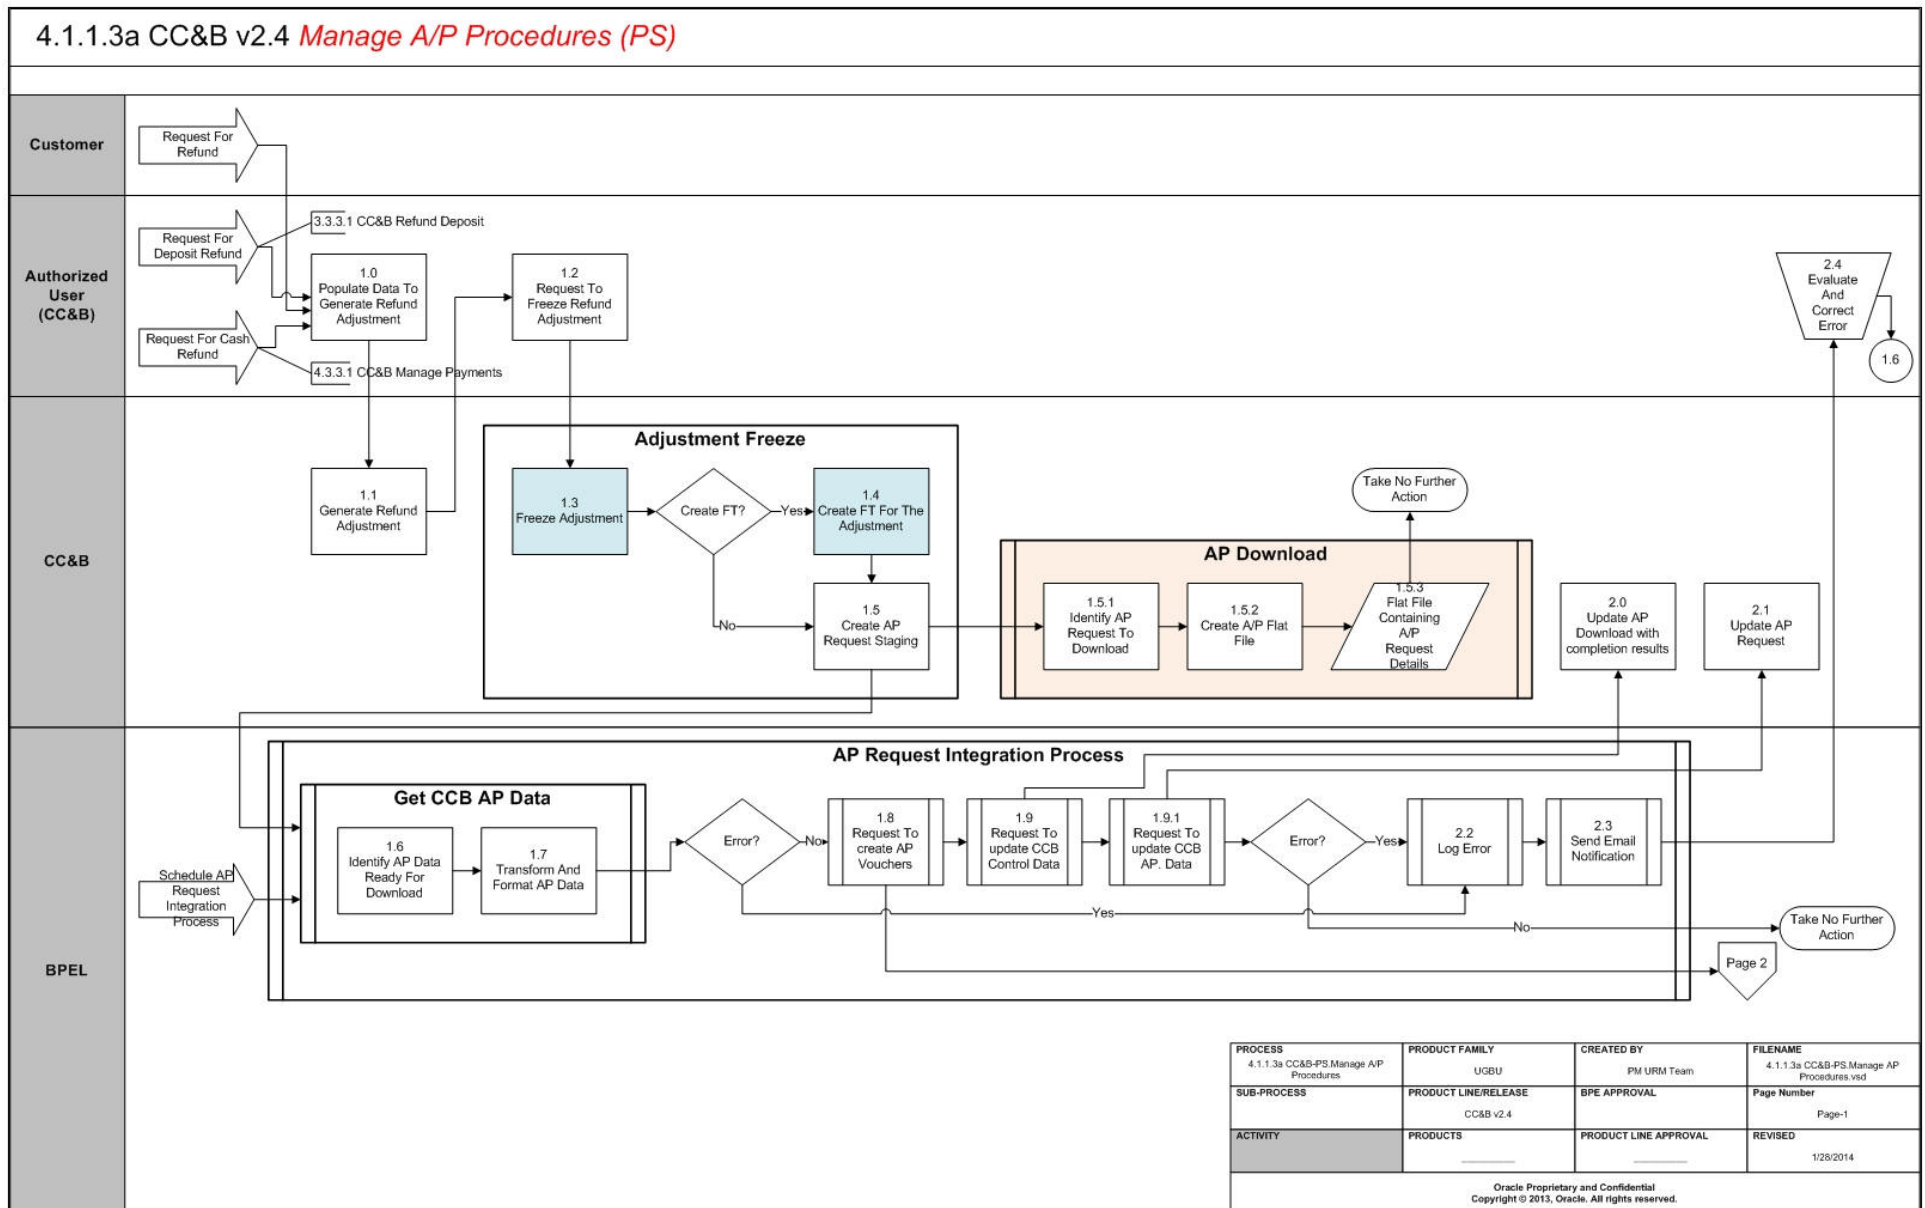 4.1.1.3a CC&B v2.4 Manage A/P Procedures (PS)
Customer
Request For
Refund
Authorized
User
(CC&B)
Request For
Deposit Refund
3.3.3.1 CC&B Refund Deposit
Request For Cash
Refund
4.3.3.1 CC&B Manage Payments
1.0
Populate Data To
Generate Refund
Adjustment
1.2
Request To
Freeze Refund
Adjustment
2.4
Evaluate
And
Correct
Error
1.6
CC&B
1.1
Generate Refund
Adjustment
Adjustment Freeze
1.3
Freeze Adjustment
Create FT?
Yes
1.4
Create FT For The
Adjustment
No
1.5
Create AP
Request Staging
AP Download
1.5.1
Identify AP
Request To
Download
1.5.2
Create A/P Flat
File
1.5.3
Flat File
Containing
A/P
Request
Details
Take No Further
Action
2.0
Update AP
Download with
completion results
2.1
Update AP
Request
BPEL
Schedule AP
Request
Integration
Process
AP Request Integration Process
Get CCB AP Data
1.6
Identify AP Data
Ready For
Download
1.7
Transform And
Format AP Data
Error?
No
1.8
Request To
create AP
Vouchers
1.9
Request To
update CCB
Control Data
1.9.1
Request To
update CCB
AP. Data
Error?
Yes
2.2
Log Error
2.3
Send Email
Notification
Yes
No
Take No Further
Action
Page 2
PROCESS
4.1.1.3a CC&B-PS.Manage A/P
Procedures
PRODUCT FAMILY
UGBU
CREATED BY
PM URM Team
FILENAME
4.1.1.3a CC&B-PS.Manage AP
Procedures.vsd
SUB-PROCESS
PRODUCT LINE/RELEASE
CC&B v2.4
BPE APPROVAL
Page Number
Page-1
ACTIVITY
PRODUCTS
PRODUCT LINE APPROVAL
REVISED
1/28/2014
Oracle Proprietary and Confidential
Copyright © 2013, Oracle. All rights reserved.